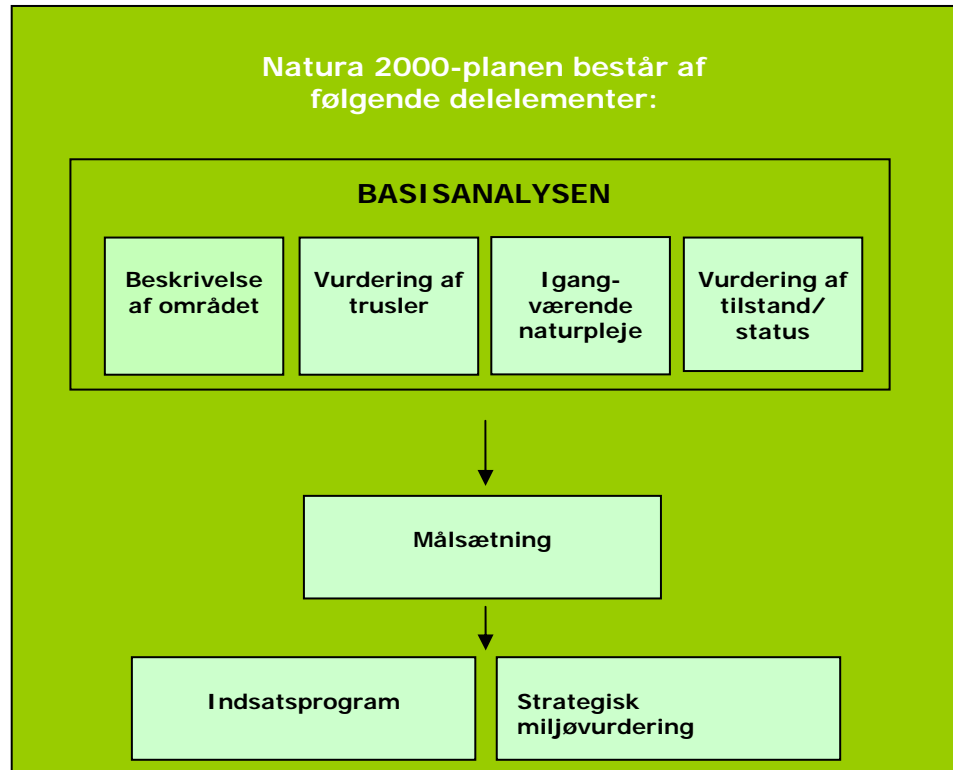 Natura 2000-planen består af
følgende delelementer:
BASISANALYSEN
Beskrivelse
af området
Vurdering af
trusler
Igang-
værende
naturpleje
Vurdering af
tilstand/
status
Målsætning
Indsatsprogram
Strategisk
miljøvurdering